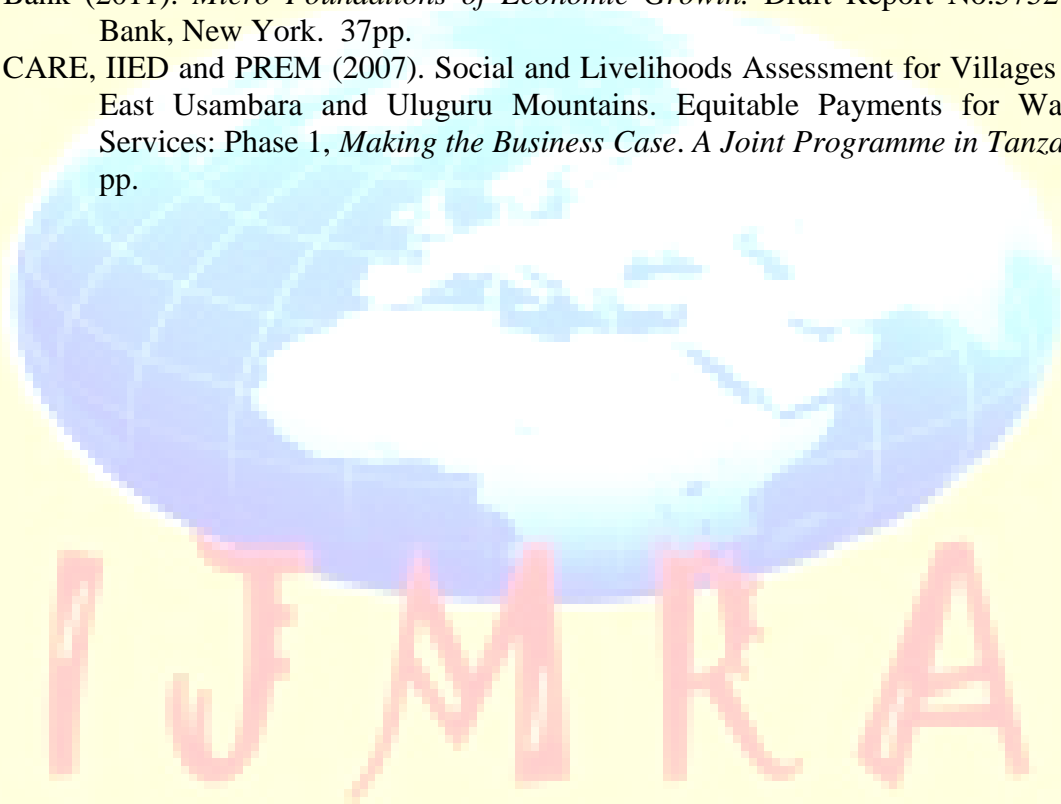 Bank (2011). Micro Foundations of Economic Growth. Draft Report No.
Bank, New York. 37pp.
CARE, IIED and PREM (2007). Social and Livelihoods Assessment for Villages
East Usambara and Uluguru Mountains. Equitable Payments for Wa
Services: Phase 1, Making the Business Case. A Joint Programme in Tanza
pp.
IJMRA